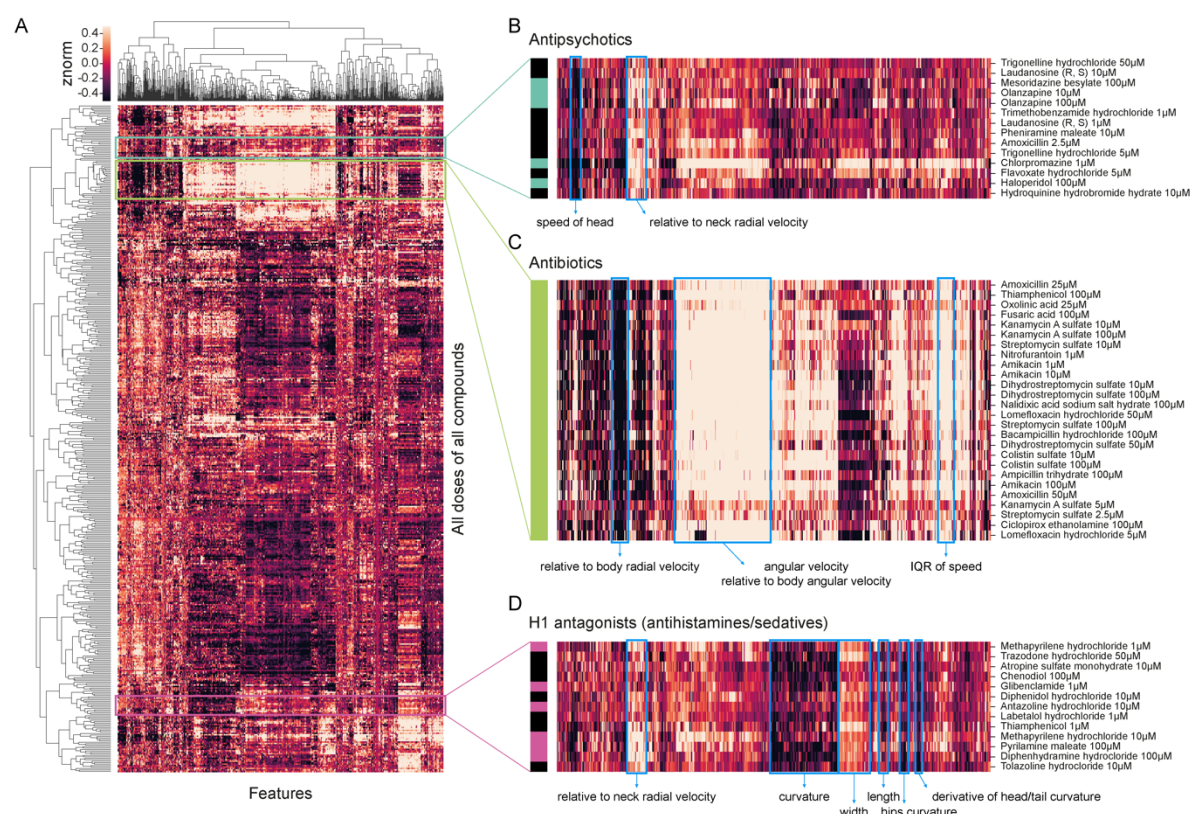 A
znorm
0.4
0.2
0.0
-0.2
-0.4
All doses of all compounds
Features
B
Antipsychotics
Trigonelline hydrochloride 50µM
Laudanosine (R, S) 10µM
Mesoridazine besylate 100µM
Olanzapine 10µM
Olanzapine 100µM
Trimethobenzamide hydrochloride 1µM
Laudanosine (R, S) 1µM
Pheniramine maleate 10µM
Amoxicillin 2.5µM
Trigonelline hydrochloride 5µM
Chlorpromazine 1µM
Flavoxate hydrochloride 5µM
Haloperidol 100µM
Hydroquinine hydrobromide hydrate 10µM
speed of head
relative to neck radial velocity
C
Antibiotics
Amoxicillin 25µM
Thiamphenicol 100µM
Oxolinic acid 25µM
Fusaric acid 100µM
Kanamycin A sulfate 10µM
Kanamycin A sulfate 100µM
Streptomycin sulfate 10µM
Nitrofurantoin 1µM
Amikacin 1µM
Amikacin 10µM
Dihydrostreptomycin sulfate 10µM
Dihydrostreptomycin sulfate 100µM
Nalidixic acid sodium salt hydrate 100µM
Lomefloxacin hydrochloride 50µM
Streptomycin sulfate 100µM
Bacampicillin hydrochloride 100µM
Dihydrostreptomycin sulfate 50µM
Colistin sulfate 10µM
Colistin sulfate 100µM
Ampicillin trihydrate 100µM
Amikacin 100µM
Amoxicillin 50µM
Kanamycin A sulfate 5µM
Streptomycin sulfate 2.5µM
Ciclopirox ethanolamine 100µM
Lomefloxacin hydrochloride 5µM
relative to body radial velocity
angular velocity
relative to body angular velocity
IQR of speed
D
H1 antagonists (antihistamines/sedatives)
Methapyrilene hydrochloride 1µM
Trazodone hydrochloride 50µM
Atropine sulfate monohydrate 10µM
Chenodiol 100µM
Glibenclamide 1µM
Diphenidol hydrochloride 10µM
Antazoline hydrochloride 10µM
Labetalol hydrochloride 1µM
Thiamphenicol 1µM
Methapyrilene hydrochloride 10µM
Pyrilamine maleate 100µM
Diphenhydramine hydrocloride 100µM
Tolazoline hydrocloride 10µM
relative to neck radial velocity
curvature
length
derivative of head/tail curvature
width
hips curvature